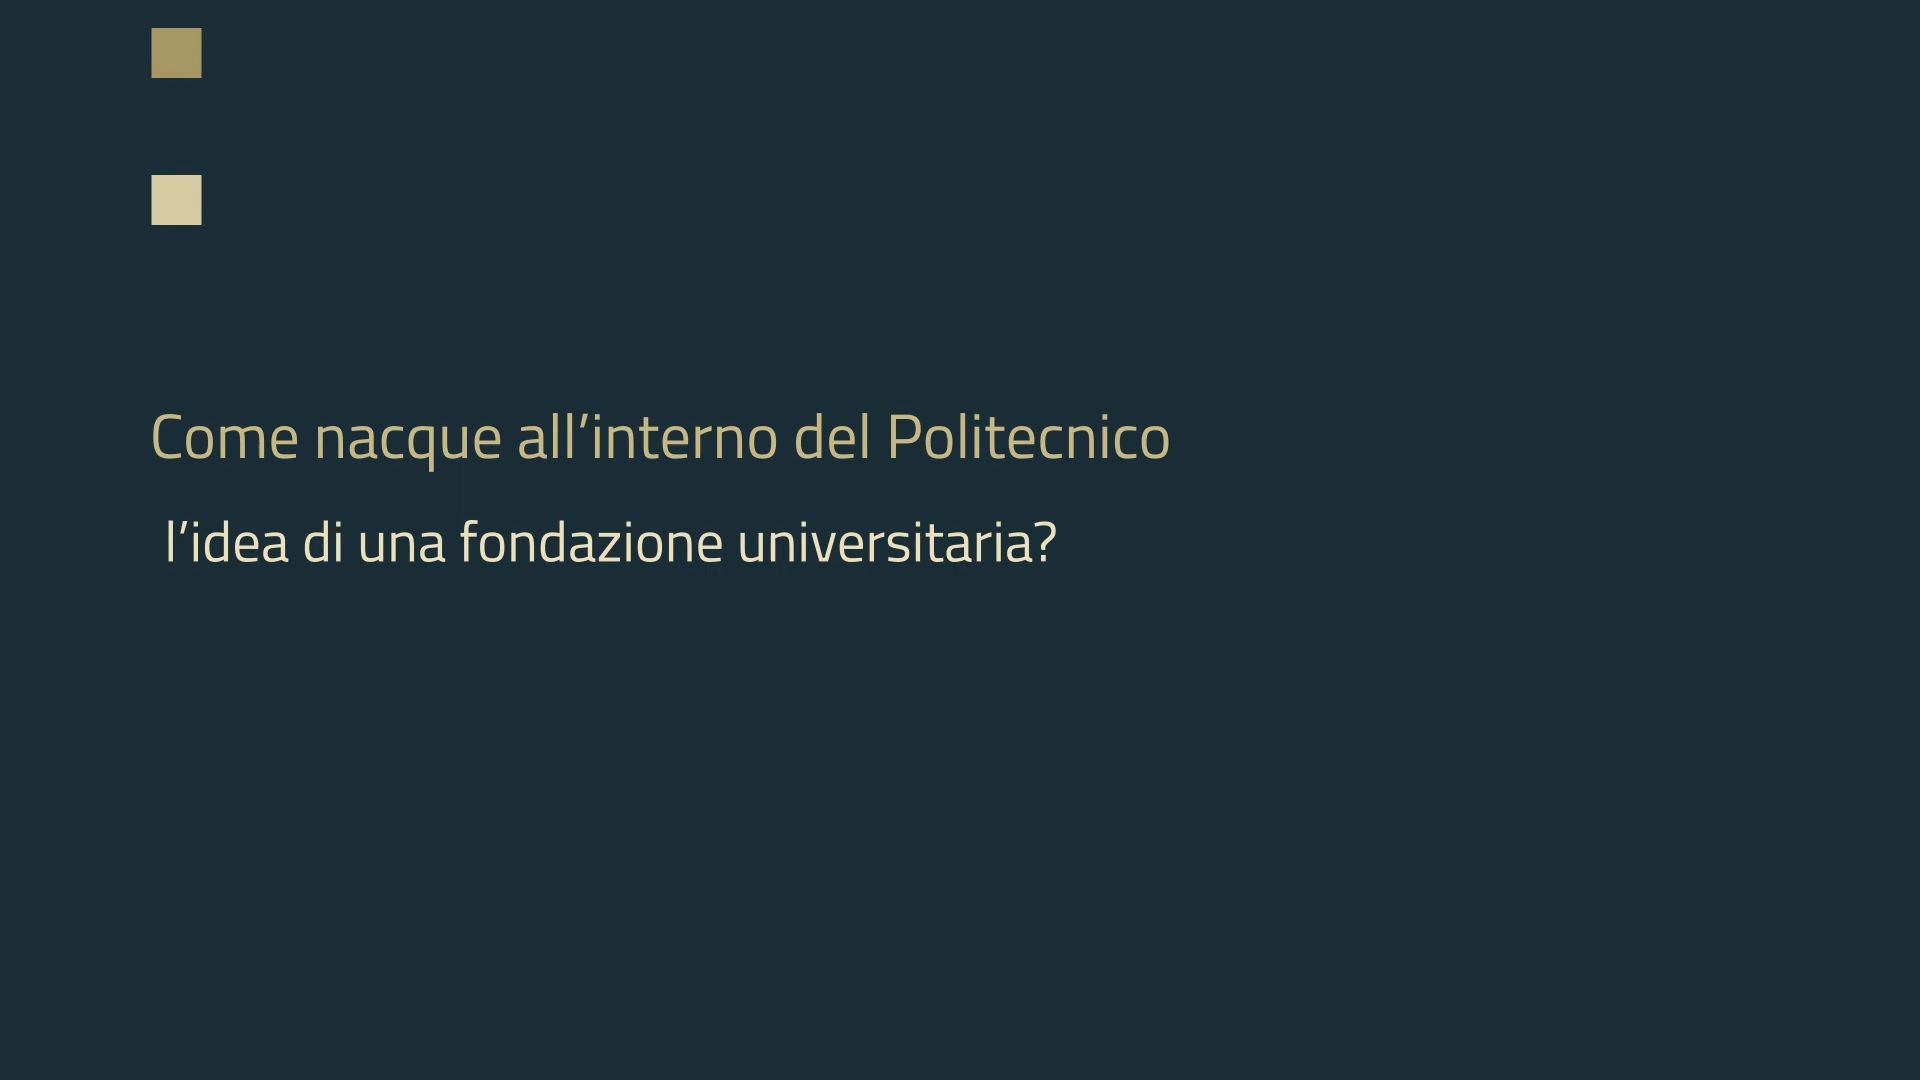 Come nacque all’interno del Politecnico
l’idea di una fondazione universitaria?